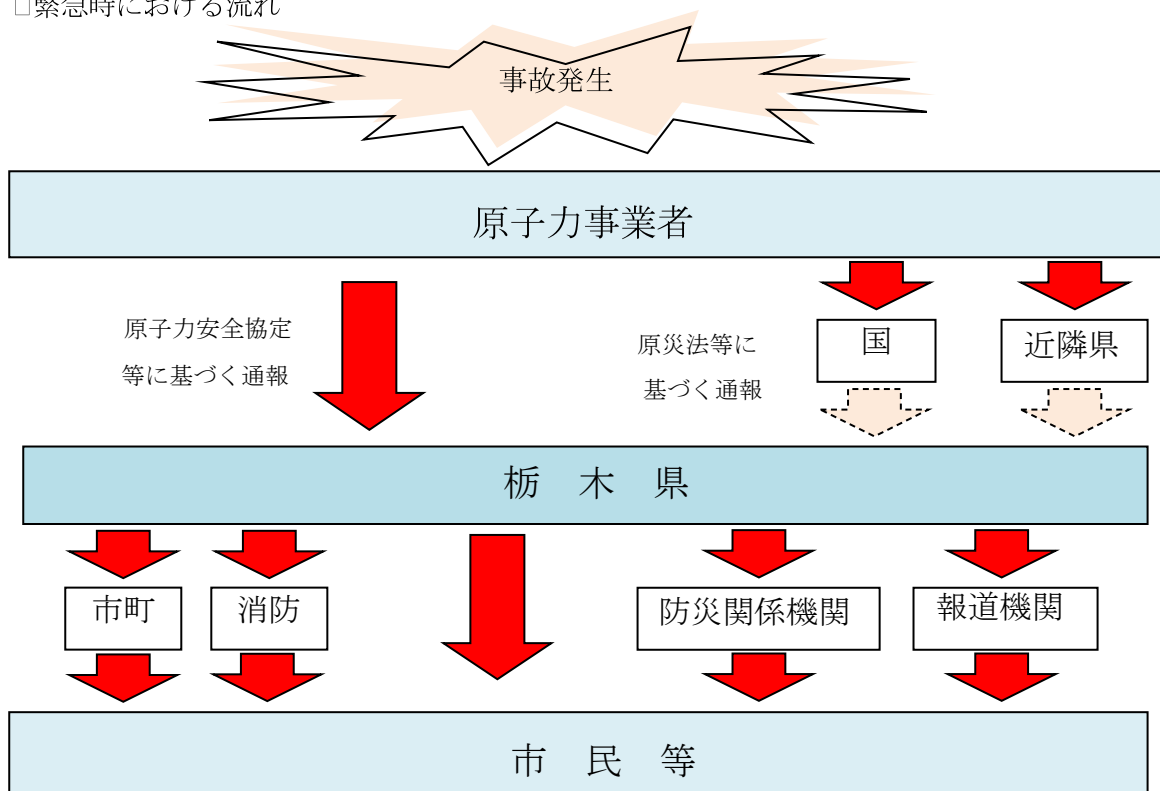 □緊急時における流れ
事故発生
原子力事業者
原子力安全協定
等に基づく通報
原災法等に
基づく通報
国
近隣県
栃　木　県
市町
消防
防災関係機関
報道機関
市　民　等